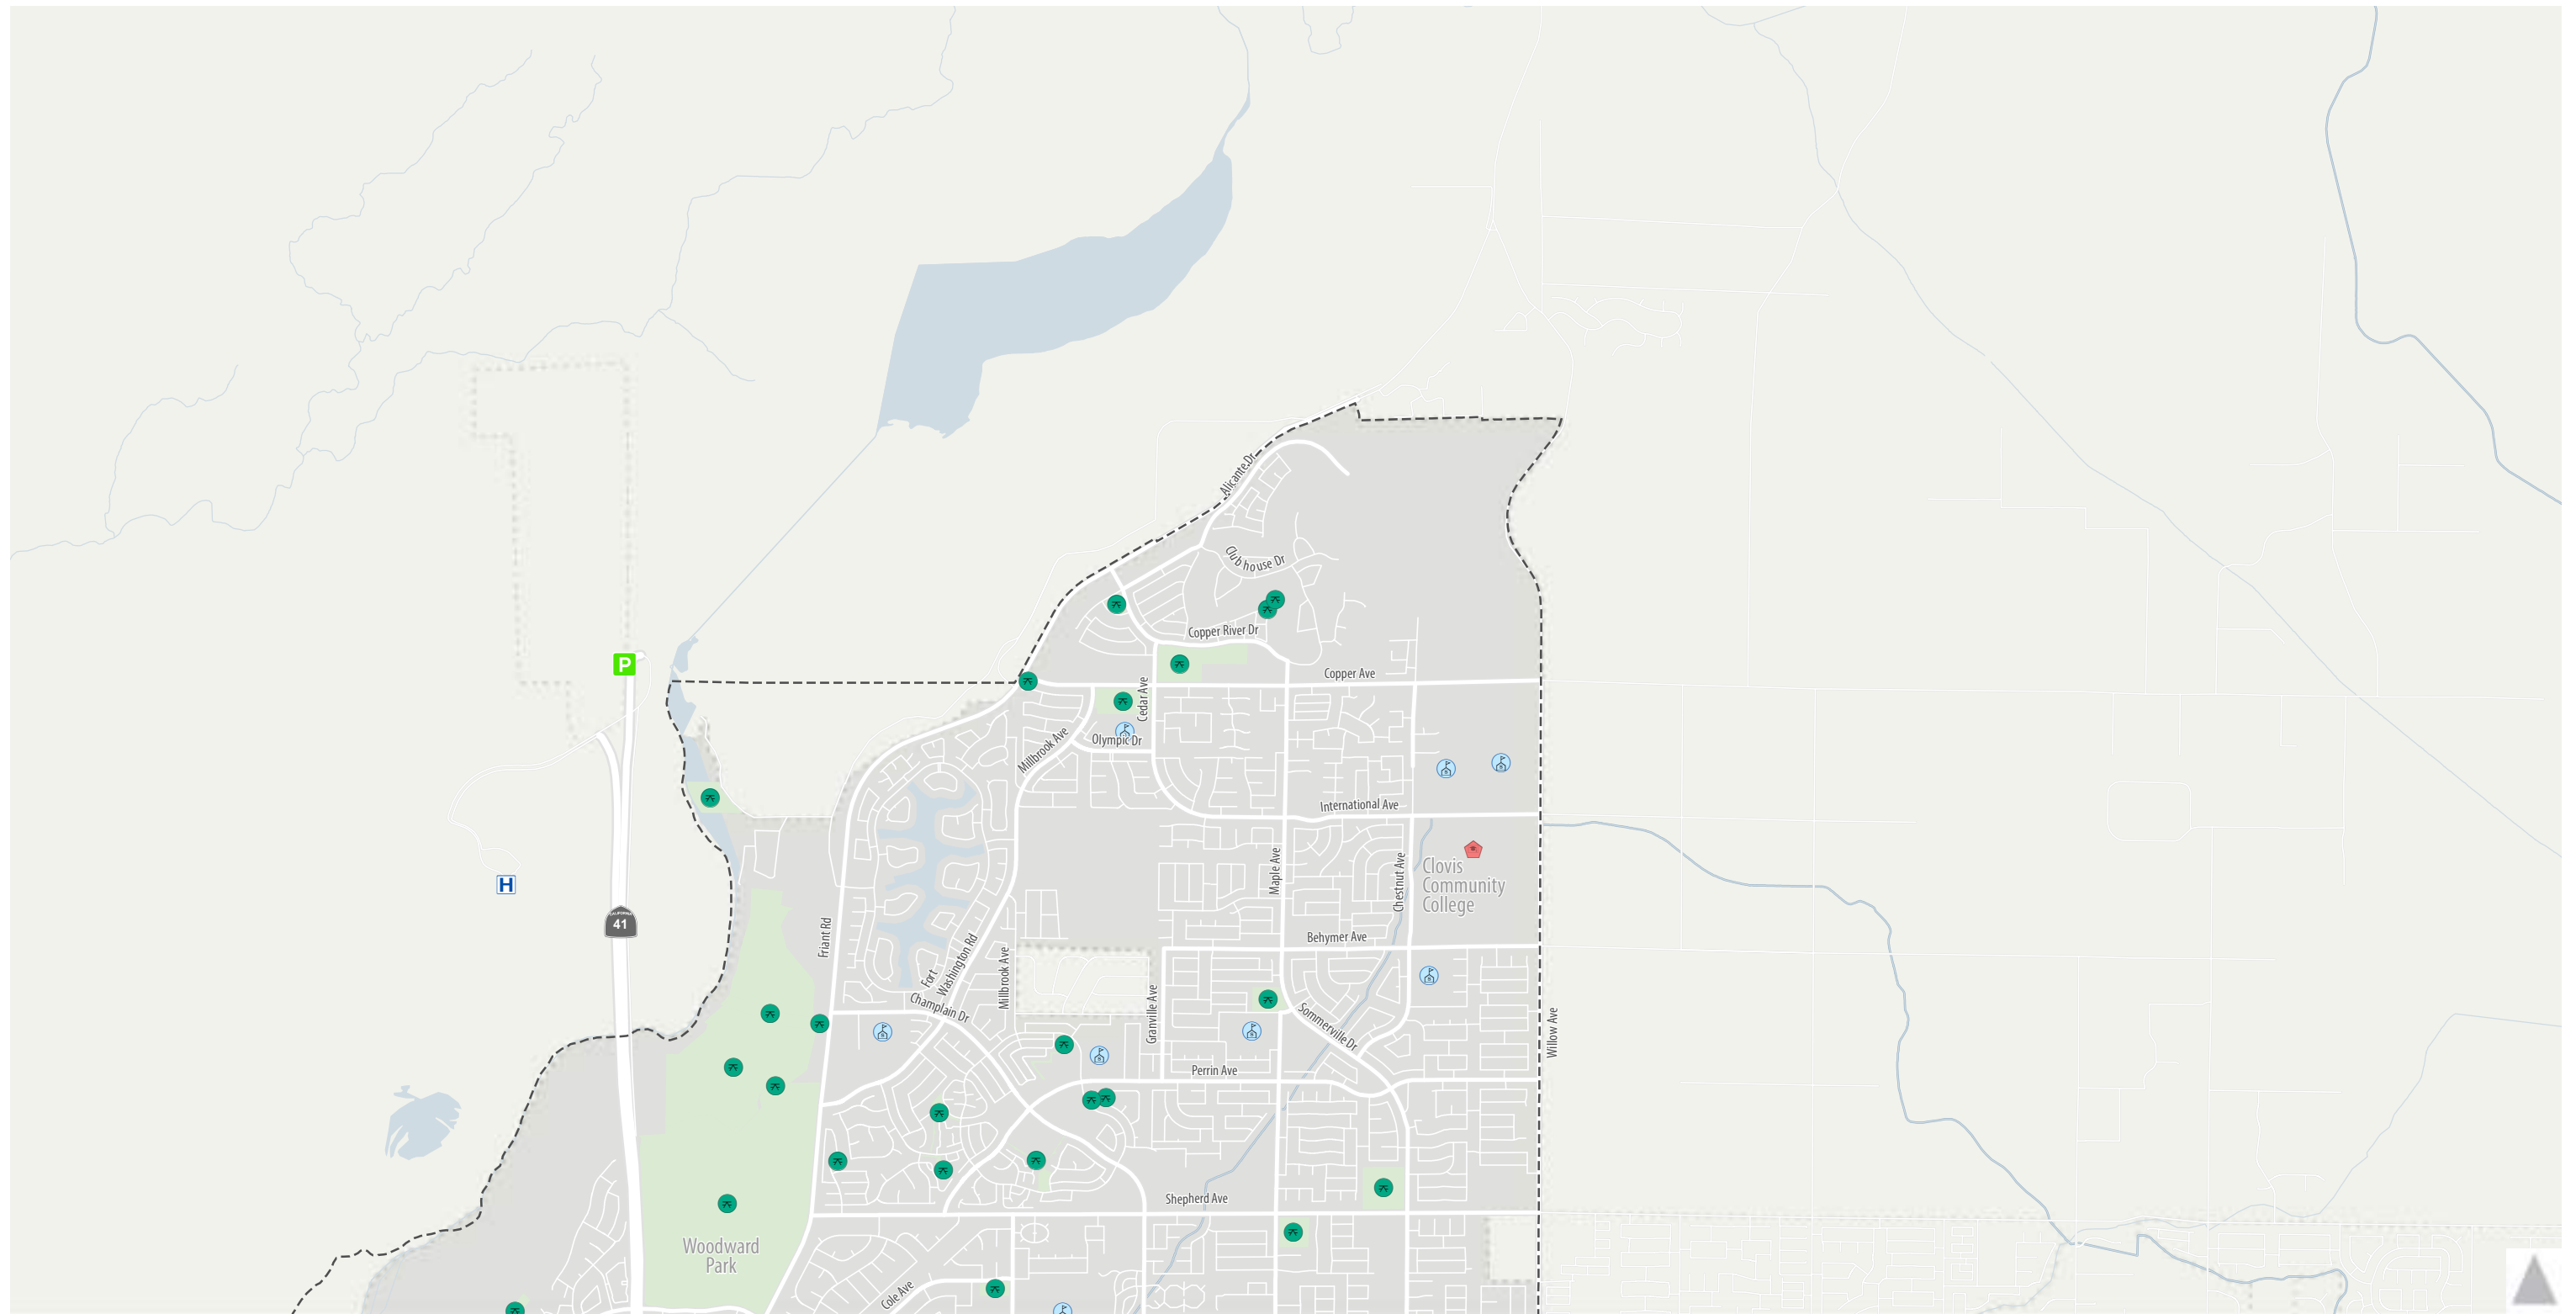 Alicante Dr
Club house Dr
Copper River Dr
P
Copper Ave
Cedar Ave
Millbrook Ave
Olympic Dr
International Ave
H
CALIFORNIA
41
Maple Ave
Chestnut Ave
Clovis
Community
College
Friant Rd
Behymer Ave
Fort
Washington Rd
Millbrook Ave
Champlain Dr
Granville Ave
Sommerville Dr
Willow Ave
Perrin Ave
Shepherd Ave
Woodward
Park
Cole Ave